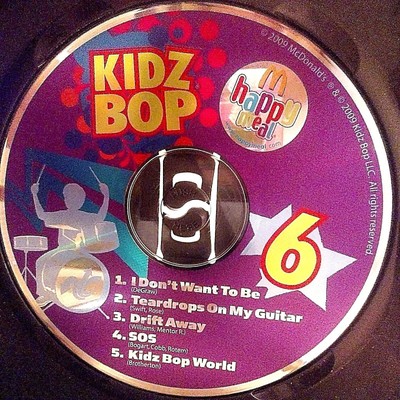 © 2009 McDonald's ® & © 2009 Kidz Bop LLC. All rights reserved.
KIDZ
BOP
happy
meal
6
1. I Don't Want To Be
(DeGraw)
2. Teardrops On My Guitar
(Swift, Rose)
3. Drift Away
(Williams, Mentor R.)
4. SOS
(Bogart, Cobb, Rotem)
5. Kidz Bop World
(Brotherton)